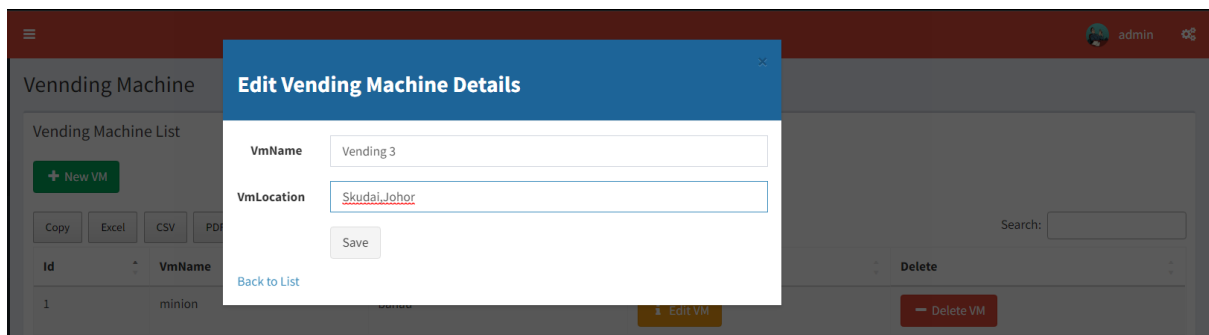 admin
Vennding Machine
Edit Vending Machine Details
×
Vending Machine List
VmName Vending 3
+ New VM
VmLocation Skudai,Johor
Copy Excel CSV
Search:
Save
Id VmName Delete
Back to List
1 minion Edit VM Delete VM